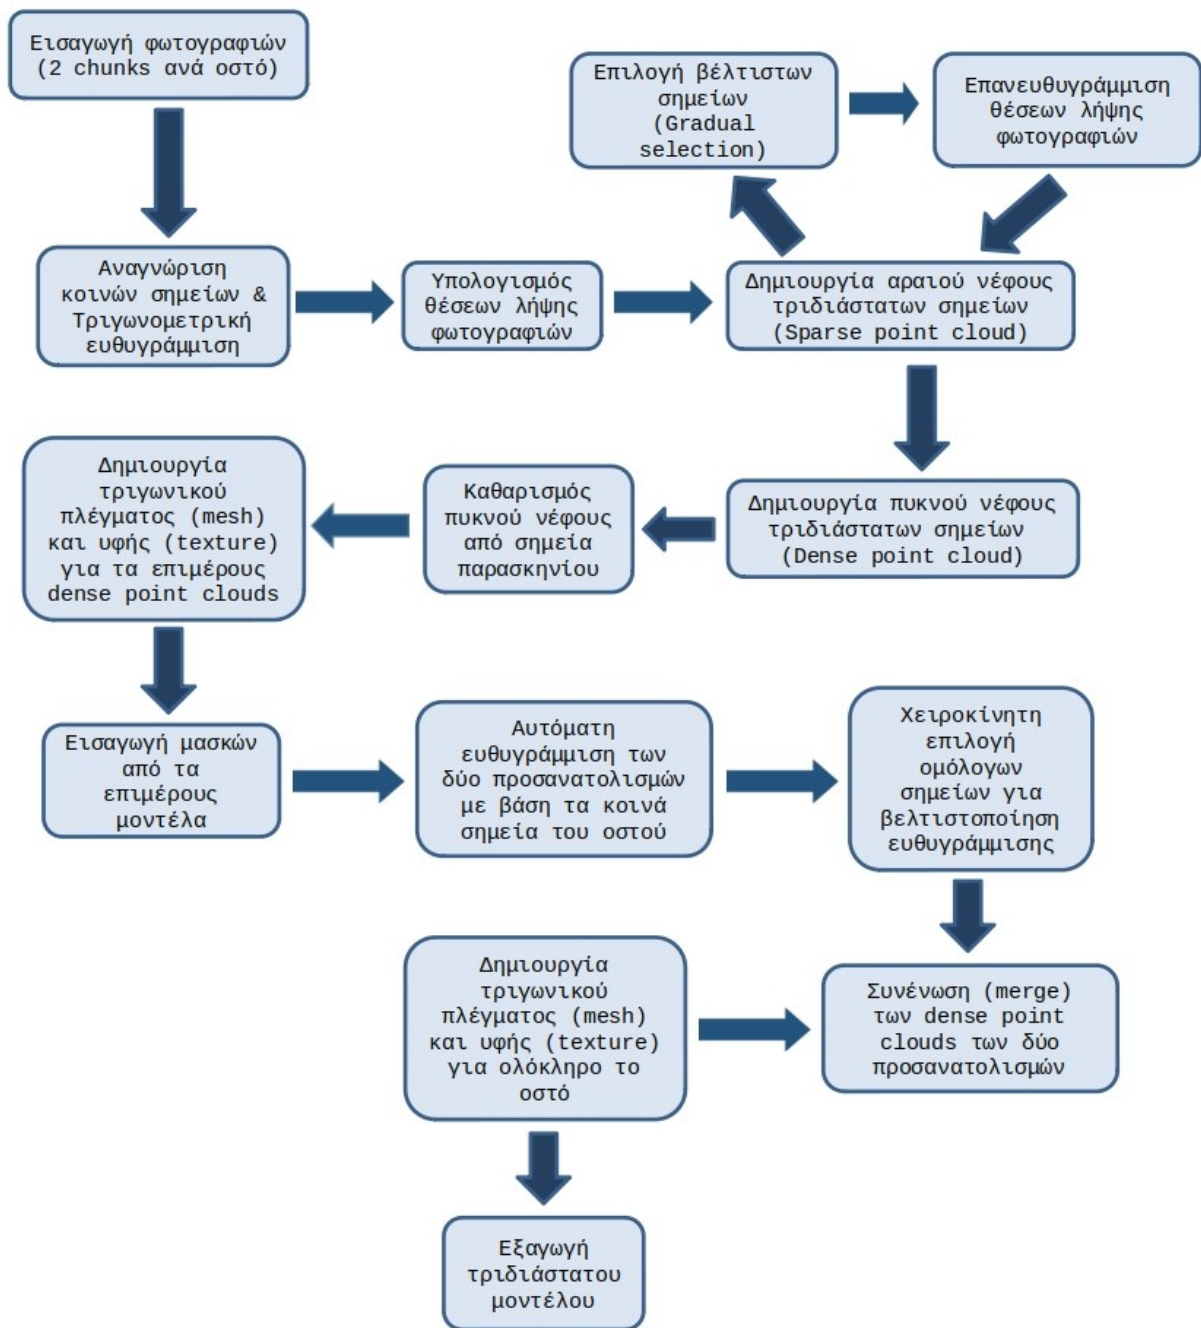 Εισαγωγή φωτογραφιών
(2 chunks ανά οστό)
Αναγνώριση
κοινών σημείων &
Τριγωνομετρική
ευθυγράμμιση
Υπολογισμός
θέσεων λήψης
φωτογραφιών
Δημιουργία αραιού νέφους
τριδιάστατων σημείων
(Sparse point cloud)
Επιλογή βέλτιστων
σημείων
(Gradual
selection)
Επανευθυγράμμιση
θέσεων λήψης
φωτογραφιών
Δημιουργία πυκνού νέφους
τριδιάστατων σημείων
(Dense point cloud)
Καθαρισμός
πυκνού νέφους
από σημεία
παρασκηνίου
Δημιουργία
τριγωνικού
πλέγματος (mesh)
και υφής (texture)
για τα επιμέρους
dense point clouds
Εισαγωγή μασκών
από τα
επιμέρους
μοντέλα
Αυτόματη
ευθυγράμμιση των
δύο προσανατολισμών
με βάση τα κοινά
σημεία του οστού
Χειροκίνητη
επιλογή
ομόλογων
σημείων για
βελτιστοποίηση
ευθυγράμμισης
Συνένωση (merge)
των dense point
clouds των δύο
προσανατολισμών
Δημιουργία
τριγωνικού
πλέγματος (mesh)
και υφής (texture)
για ολόκληρο το
οστό
Εξαγωγή
τριδιάστατου
μοντέλου